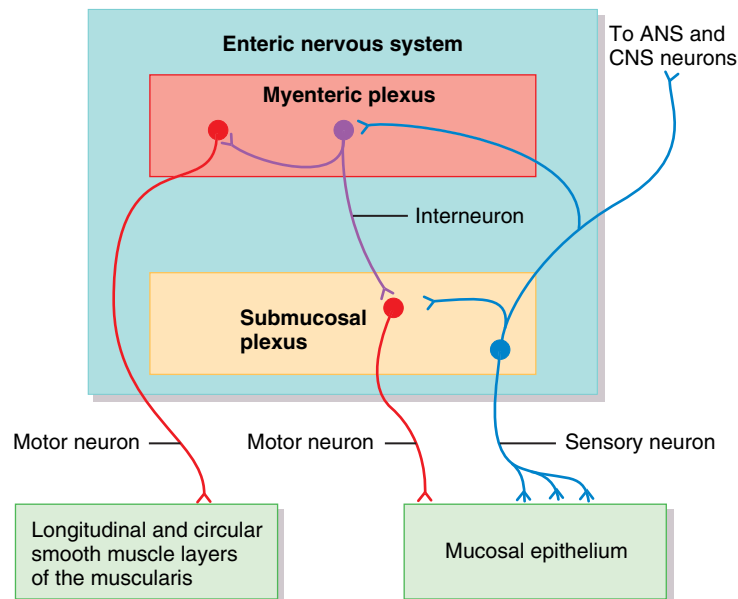 To ANS and
CNS neurons
Enteric nervous system
Myenteric plexus
Interneuron
Submucosal
plexus
Motor neuron
Motor neuron
Sensory neuron
Longitudinal and circular
smooth muscle layers
of the muscularis
Mucosal epithelium